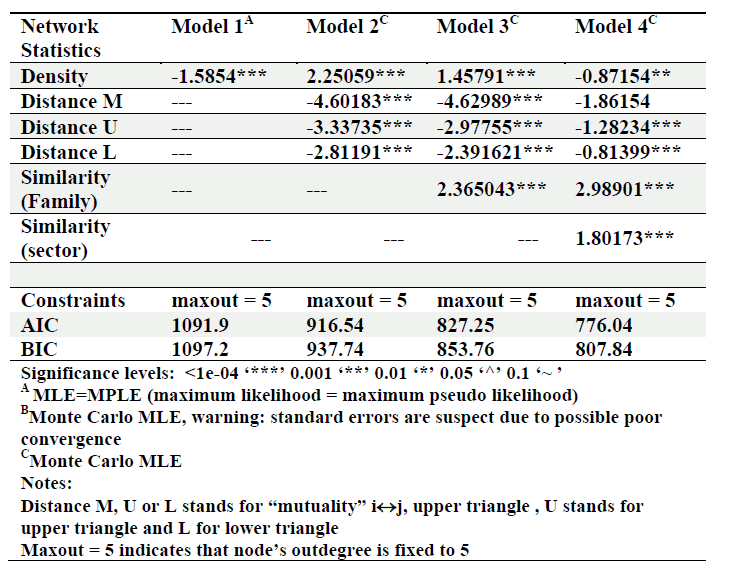 Network Statistics Model 1A Model 2C Model 3C Model 4C
Density -1.5854*** 2.25059*** 1.45791*** -0.87154**
Distance M --- -4.60183*** -4.62989*** -1.86154
Distance U --- -3.33735*** -2.97755*** -1.28234***
Distance L --- -2.81191*** -2.391621*** -0.81399***
Similarity (Family) --- --- 2.365043*** 2.98901***
Similarity (sector) --- --- --- 1.80173***
Constraints maxout = 5 maxout = 5 maxout = 5 maxout = 5
AIC 1091.9 916.54 827.25 776.04
BIC 1097.2 937.74 853.76 807.84
Significance levels: <1e-04 ‘***’ 0.001 ‘**’ 0.01 ‘*’ 0.05 ‘^’ 0.1 ‘~ ’
A MLE=MPLE (maximum likelihood = maximum pseudo likelihood)
BMonte Carlo MLE, warning: standard errors are suspect due to possible poor
convergence
CMonte Carlo MLE
Notes:
Distance M, U or L stands for “mutuality” i↔j, upper triangle , U stands for
upper triangle and L for lower triangle
Maxout = 5 indicates that node’s outdegree is fixed to 5